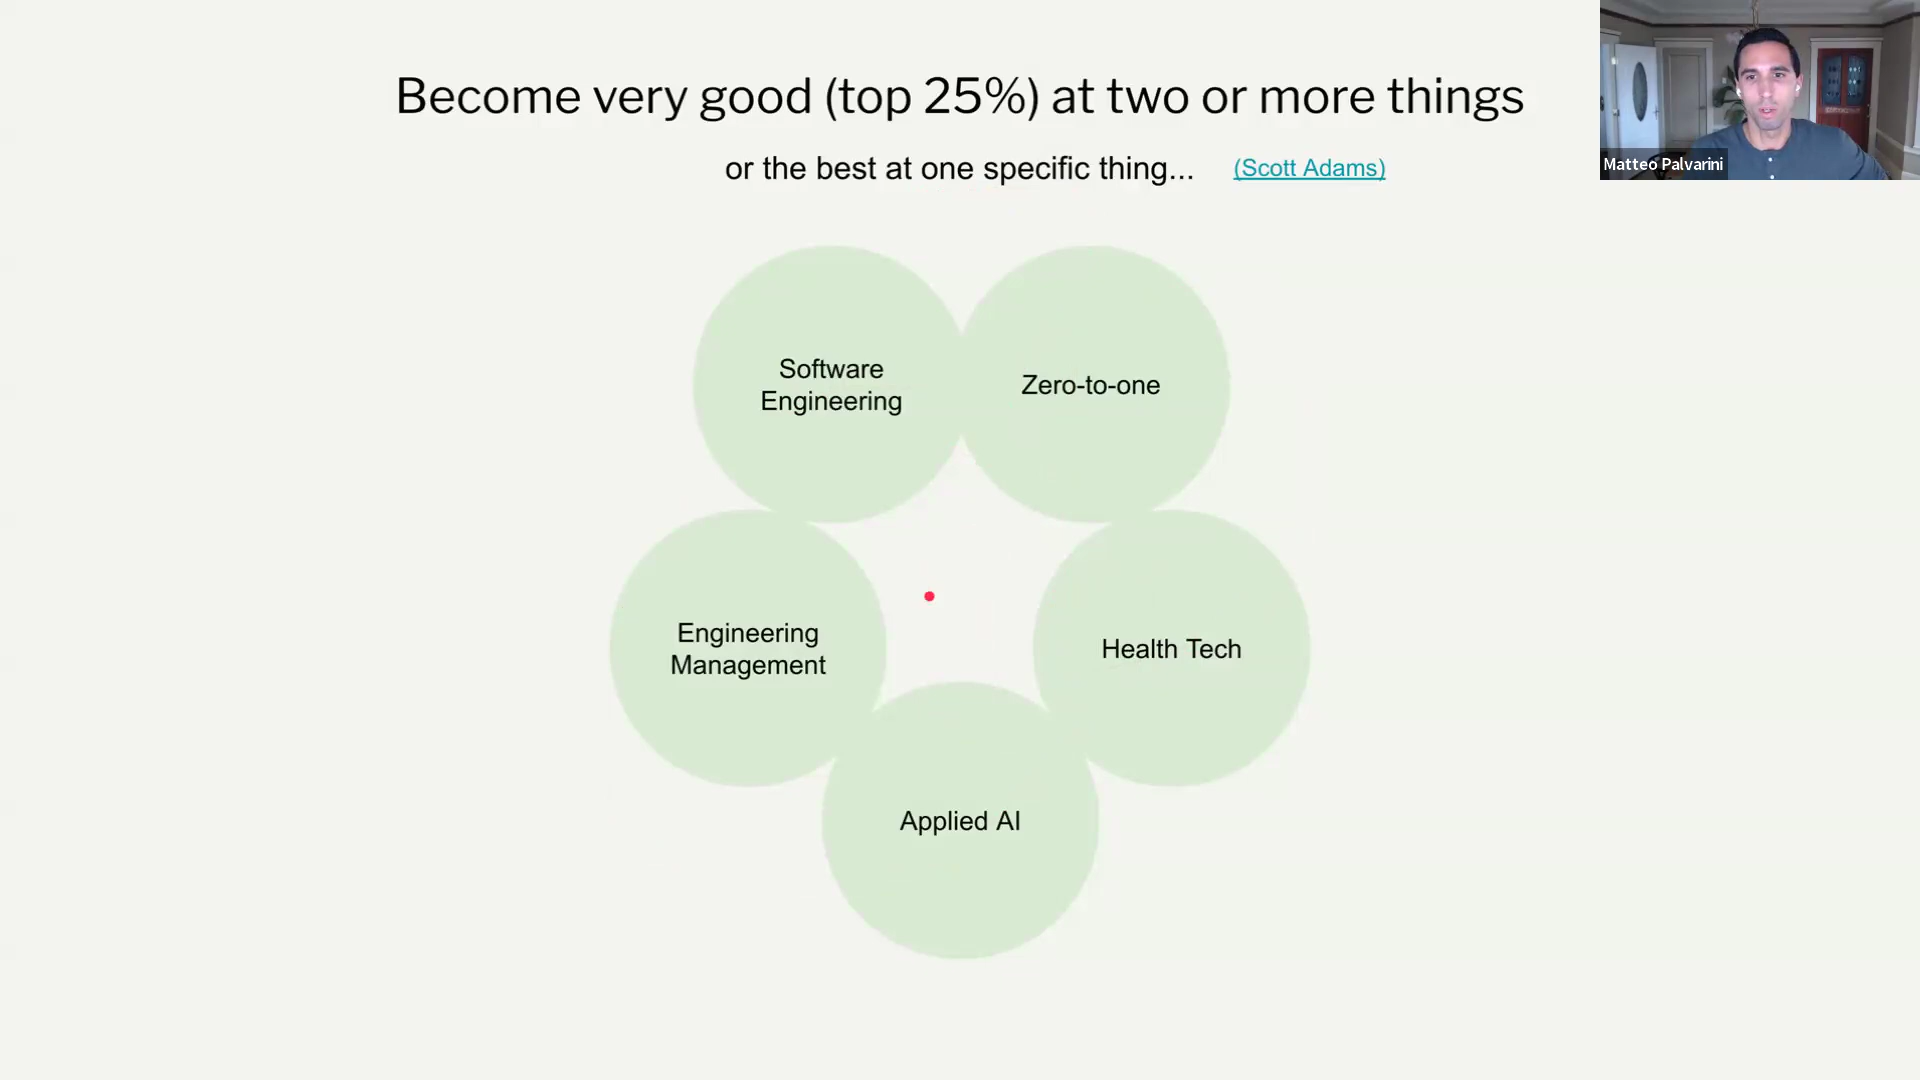 Become very good (top 25%) at two or more things
or the best at one specific thing... (Scott Adams)
Matteo Palvarini
Software
Engineering
Zero-to-one
Engineering
Management
Health Tech
Applied AI